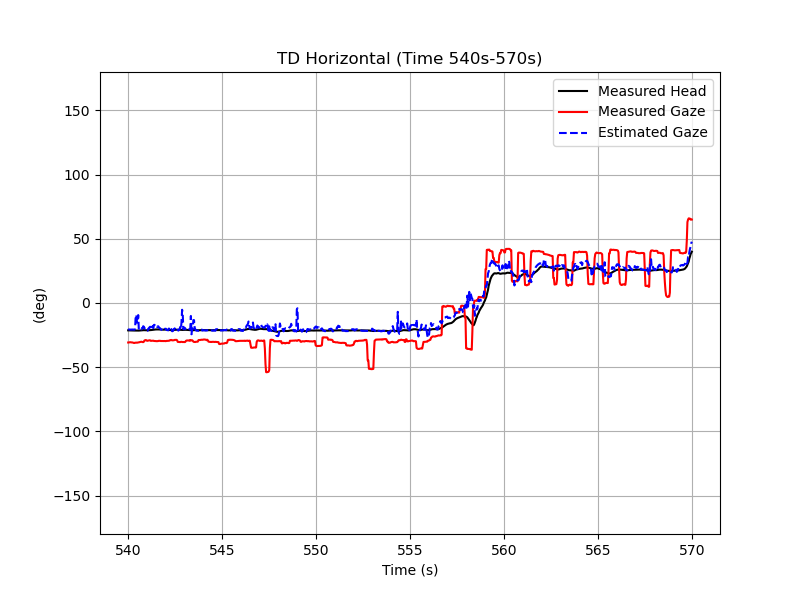 TD Horizontal (Time 540s-570s)
Measured Head
Measured Gaze
Estimated Gaze
150
100
50
0
−50
−100
−150
(deg)
540 545 550 555 560 565 570
Time (s)